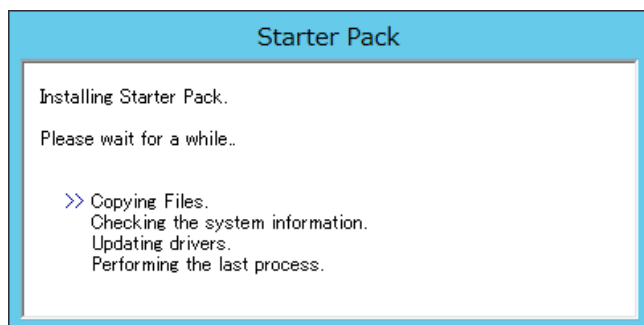 Starter Pack
Installing Starter Pack.
Please wait for a while..
>> Copying Files.
Checking the system information.
Updating drivers.
Performing the last process.